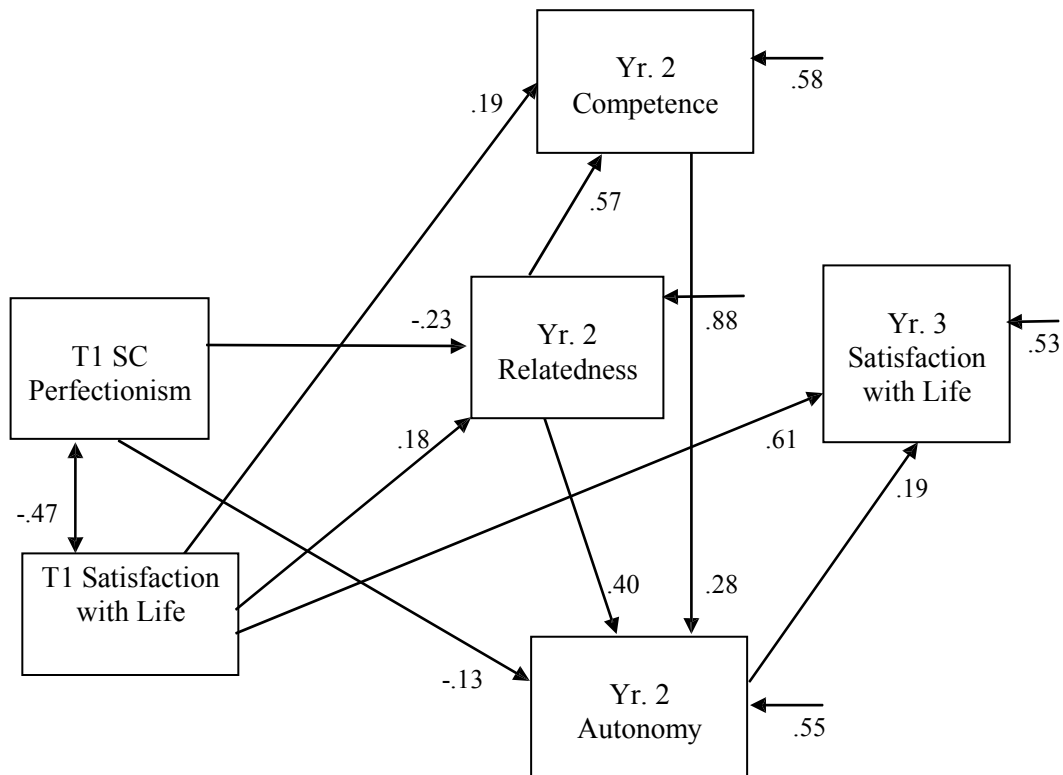 Yr. 2
Competence
.58
.19
.57
T1 SC
Perfectionism
-.23
Yr. 2
Relatedness
.88
Yr. 3
Satisfaction
with Life
.53
.18
.61
.19
-.47
T1 Satisfaction
with Life
.40
.28
-.13
Yr. 2
Autonomy
.55